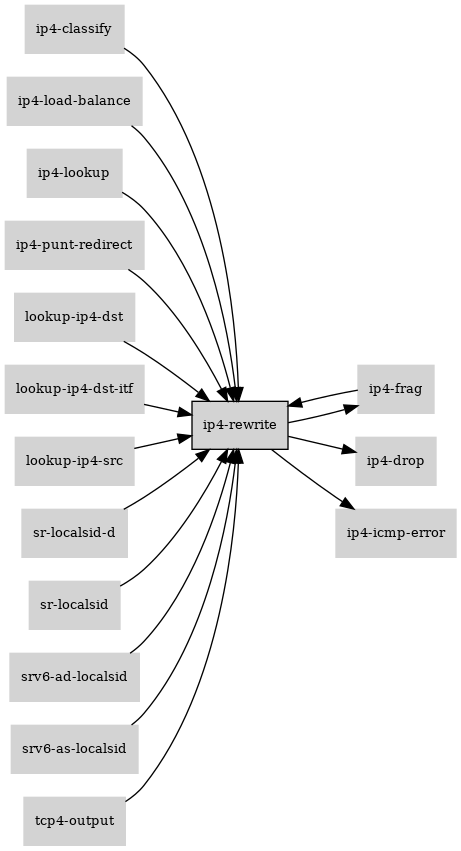 ip4-classify
ip4-load-balance
ip4-lookup
ip4-punt-redirect
lookup-ip4-dst
lookup-ip4-dst-itf
lookup-ip4-src
sr-localsid-d
sr-localsid
srv6-ad-localsid
srv6-as-localsid
tcp4-output
ip4-rewrite
ip4-frag
ip4-drop
ip4-icmp-error